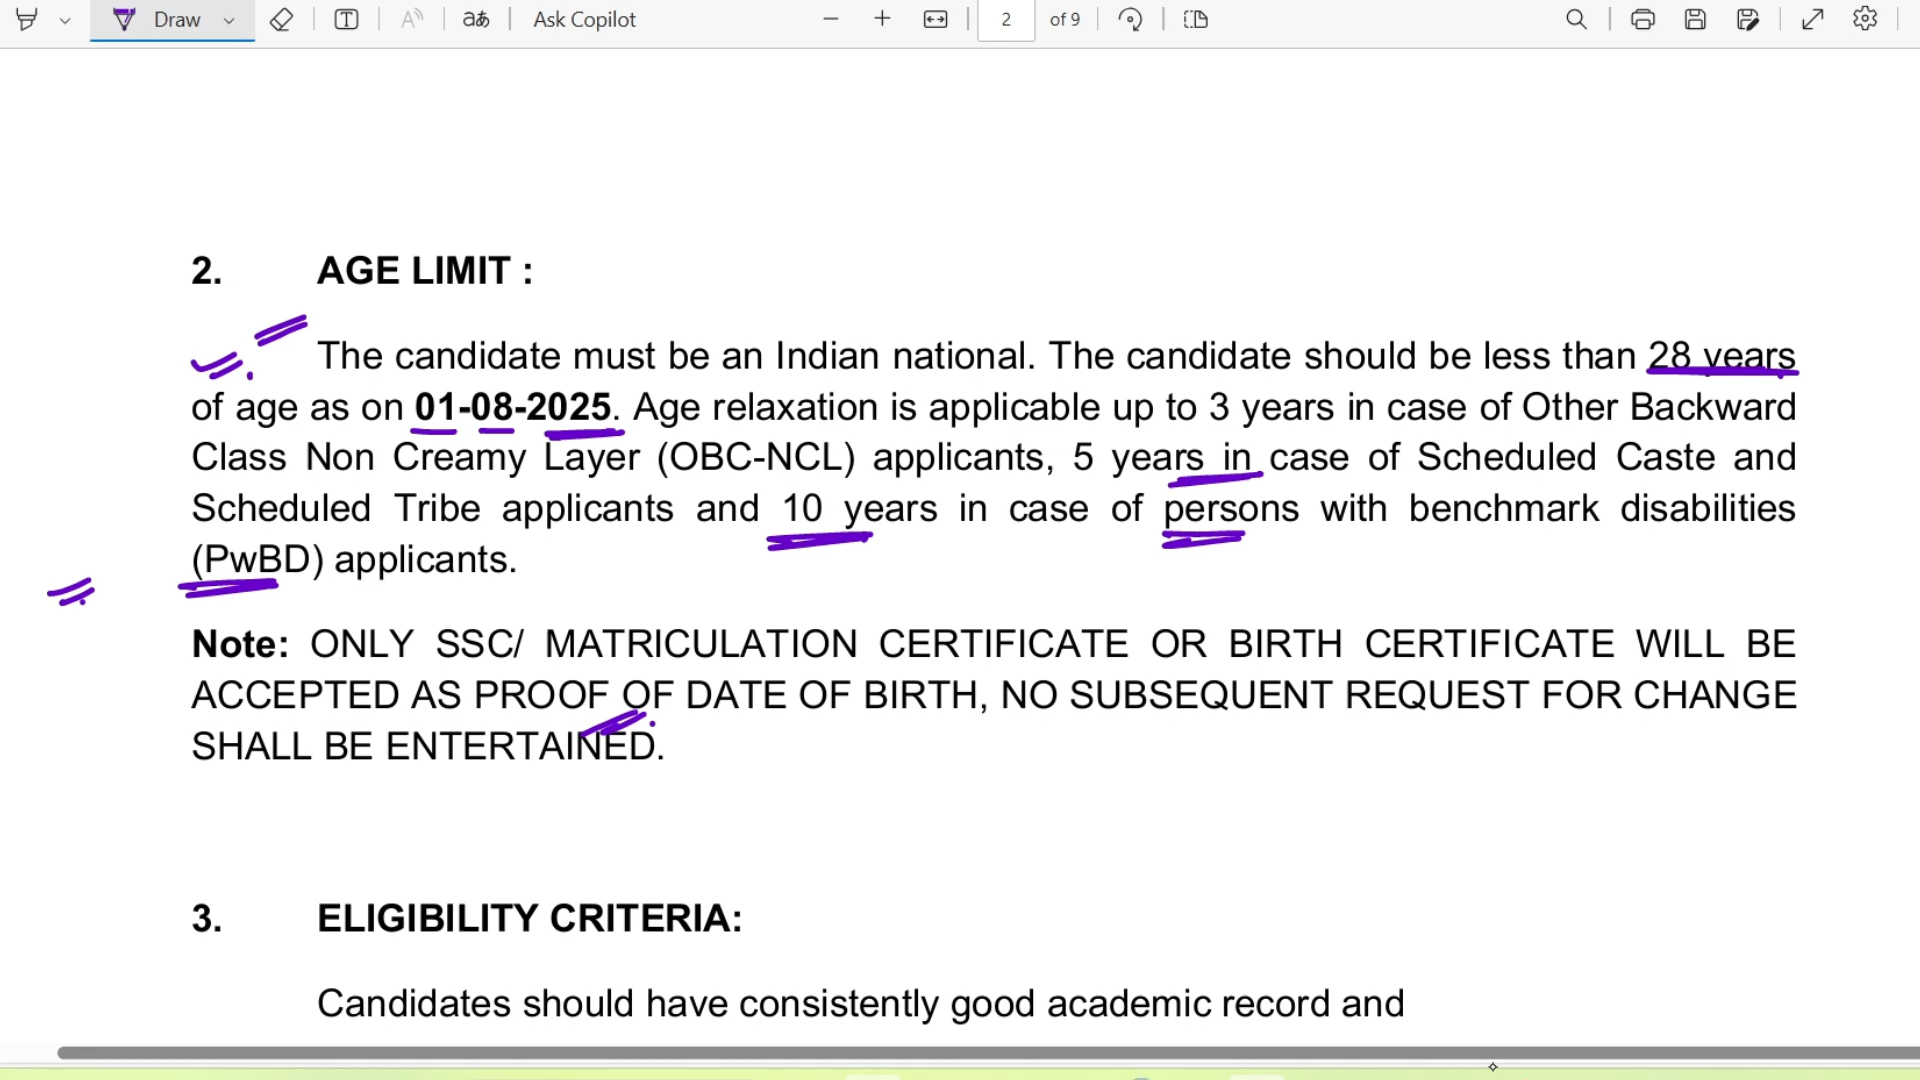 Draw
aあ
Ask Copilot
2
of 9
2. AGE LIMIT :
The candidate must be an Indian national. The candidate should be less than 28 years
of age as on 01-08-2025. Age relaxation is applicable up to 3 years in case of Other Backward
Class Non Creamy Layer (OBC-NCL) applicants, 5 years in case of Scheduled Caste and
Scheduled Tribe applicants and 10 years in case of persons with benchmark disabilities
(PwBD) applicants.
Note: ONLY SSC/ MATRICULATION CERTIFICATE OR BIRTH CERTIFICATE WILL BE
ACCEPTED AS PROOF OF DATE OF BIRTH, NO SUBSEQUENT REQUEST FOR CHANGE
SHALL BE ENTERTAINED.
3. ELIGIBILITY CRITERIA:
Candidates should have consistently good academic record and